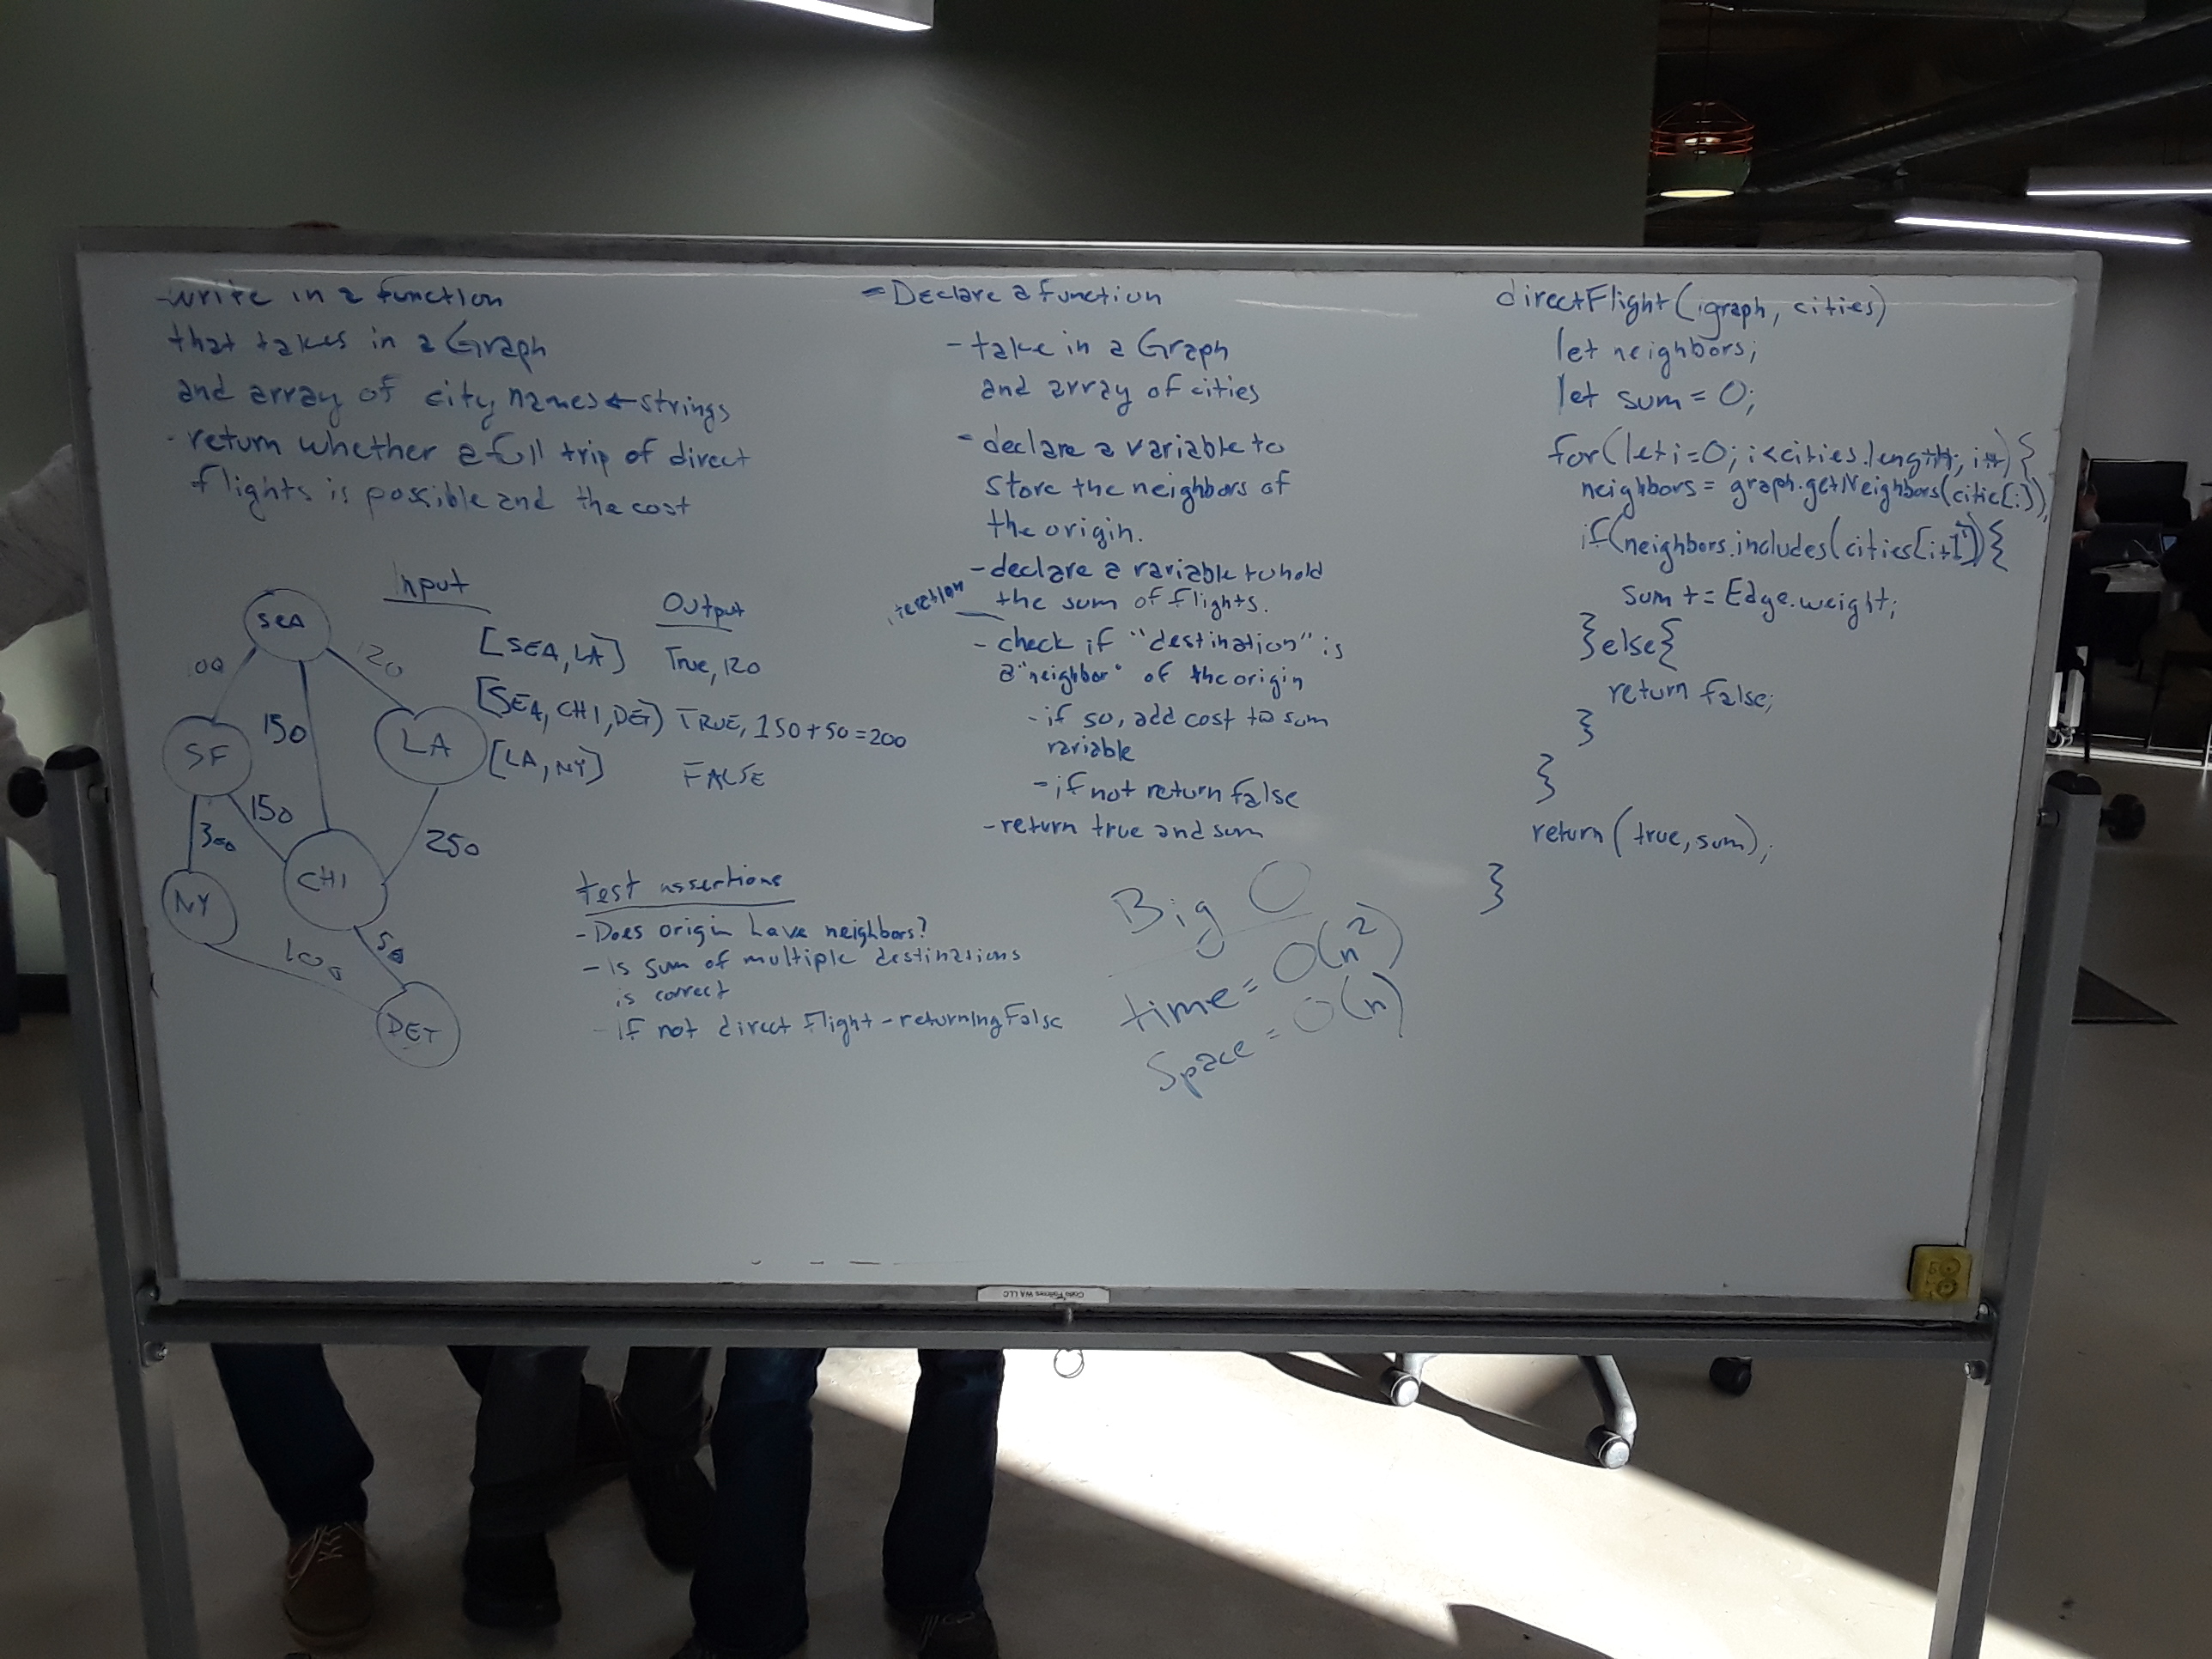 -write in a function
that takes in a Graph
and array of city names ← strings
- return whether a full trip of direct
flights is possible and the cost
Input
Output
[SEA, LA]
True, 120
[SEA, CHI, DET]
TRUE, 150+50=200
[LA, NY]
FALSE
SEA
00
120
150
SF
LA
150
300
250
CHI
NY
50
100
DET
test assertions
- Does origin have neighbors?
- is sum of multiple destinations
is correct
- if not direct flight - returning False
- Declare a function
- take in a Graph
and array of cities
- declare a variable to
store the neighbors of
the origin.
- declare a variable to hold
the sum of flights.
- check if "destination" is
a "neighbor" of the origin
- if so, add cost to sum
variable
- if not return false
- return true and sum
Big O
time = O(n²)
Space = O(n)
directFlight(graph, cities)
let neighbors;
let sum = 0;
for(let i=0; i<cities.length; i++){
neighbors = graph.getNeighbors(citie[i]),
if(neighbors.includes(cities[i+1]){
sum += Edge.weight;
}else{
return false;
}
}
return(true, sum);
}
Code Fellows WA LLC